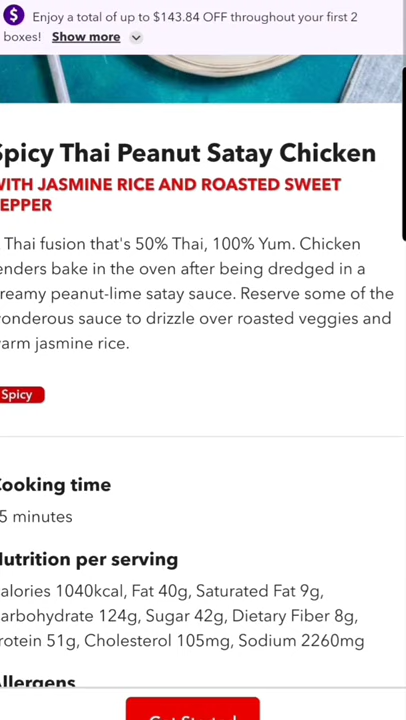 Enjoy a total of up to $143.84 OFF throughout your first 2
boxes! Show more
Spicy Thai Peanut Satay Chicken
WITH JASMINE RICE AND ROASTED SWEET
PEPPER
Thai fusion that's 50% Thai, 100% Yum. Chicken
enders bake in the oven after being dredged in a
reamy peanut-lime satay sauce. Reserve some of the
onderous sauce to drizzle over roasted veggies and
arm jasmine rice.
Spicy
Cooking time
5 minutes
Nutrition per serving
alories 1040kcal, Fat 40g, Saturated Fat 9g,
arbohydrate 124g, Sugar 42g, Dietary Fiber 8g,
rotein 51g, Cholesterol 105mg, Sodium 2260mg
Allergens
Get Started